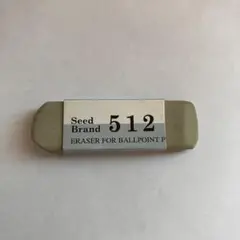 Seed
Brand 512
ERASER FOR BALLPOINT P